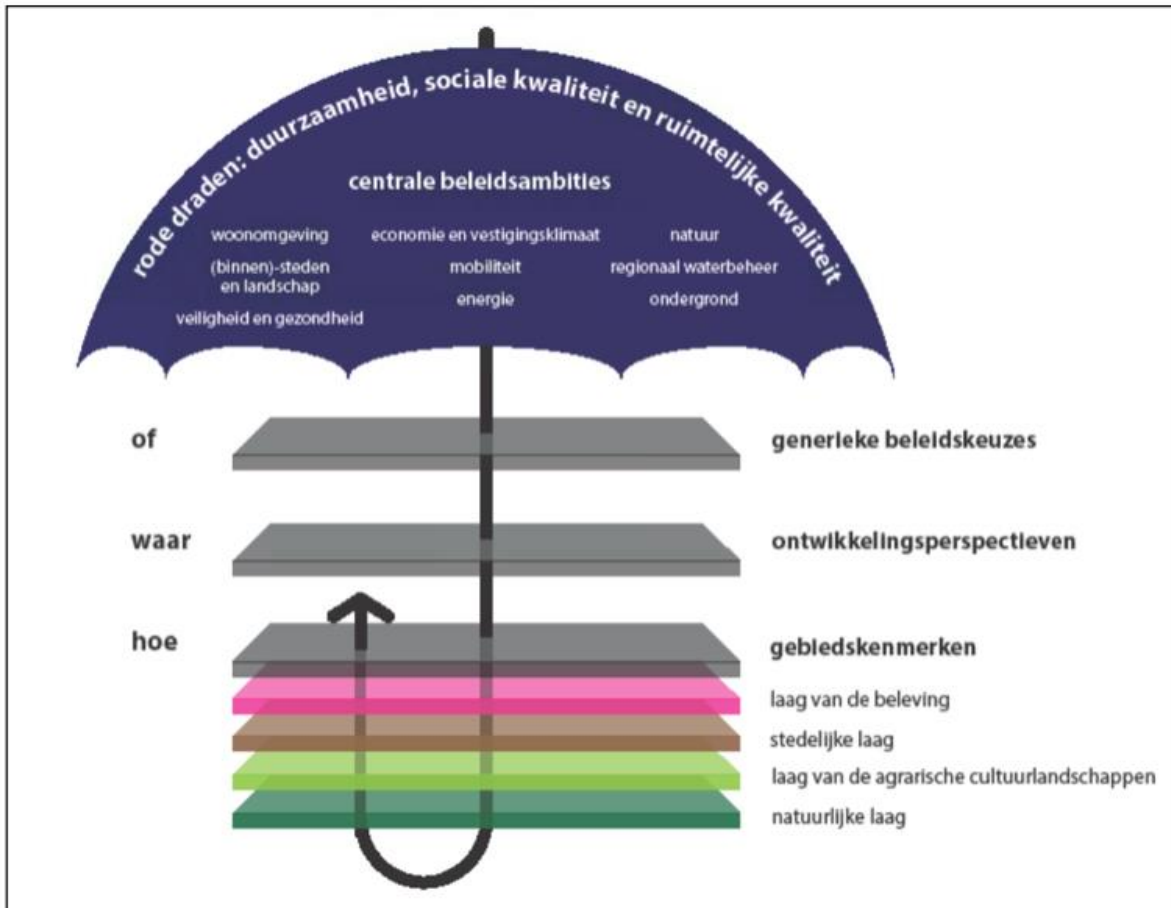 rode draden: duurzaamheid, sociale kwaliteit en ruimtelijke kwaliteit
centrale beleidsambities
woonomgeving
(binnen)-steden
en landschap
veiligheid en gezondheid
economie en vestigingsklimaat
mobiliteit
energie
natuur
regionaal waterbeheer
ondergrond
of
generieke beleidskeuzes
waar
ontwikkelingsperspectieven
hoe
gebiedskenmerken
laag van de beleving
stedelijke laag
laag van de agrarische cultuurlandschappen
natuurlijke laag